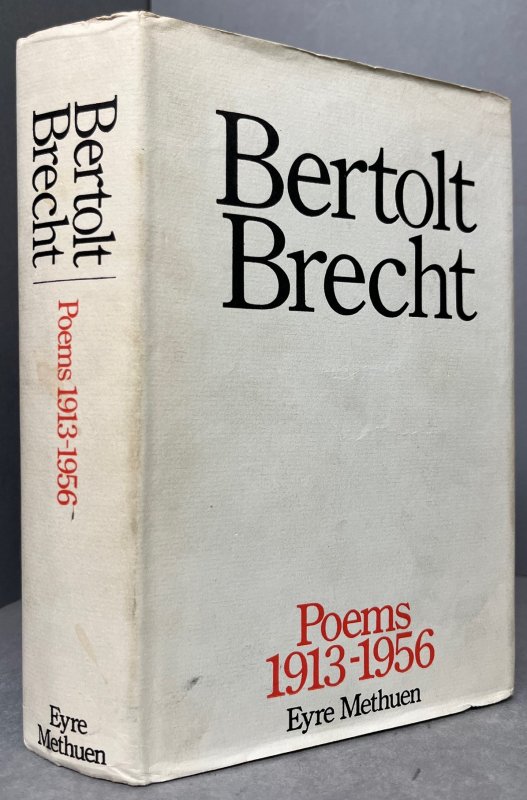 Bertolt
Brecht
Poems 1913-1956
Eyre
Methuen
Bertolt
Brecht
Poems
1913-1956
Eyre Methuen